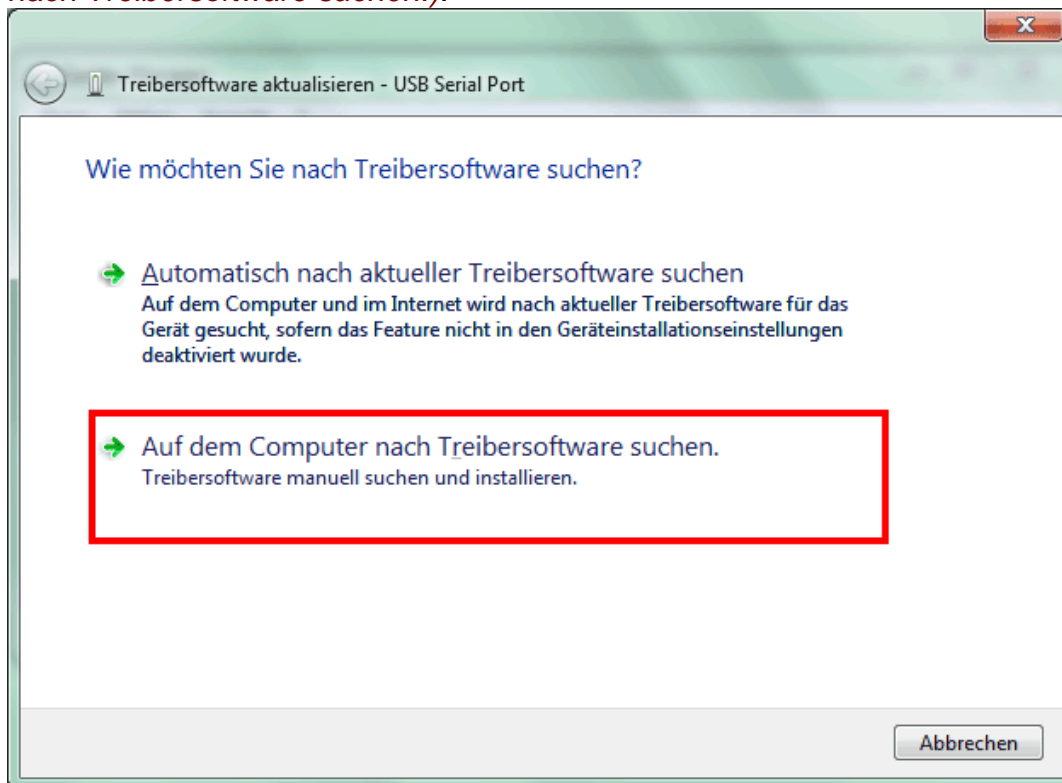 nach Treibersoftware suchen.).
Treibersoftware aktualisieren - USB Serial Port
Wie möchten Sie nach Treibersoftware suchen?
Automatisch nach aktueller Treibersoftware suchen
Auf dem Computer und im Internet wird nach aktueller Treibersoftware für das
Gerät gesucht, sofern das Feature nicht in den Geräteinstallationseinstellungen
deaktiviert wurde.
Auf dem Computer nach Treibersoftware suchen.
Treibersoftware manuell suchen und installieren.
Abbrechen